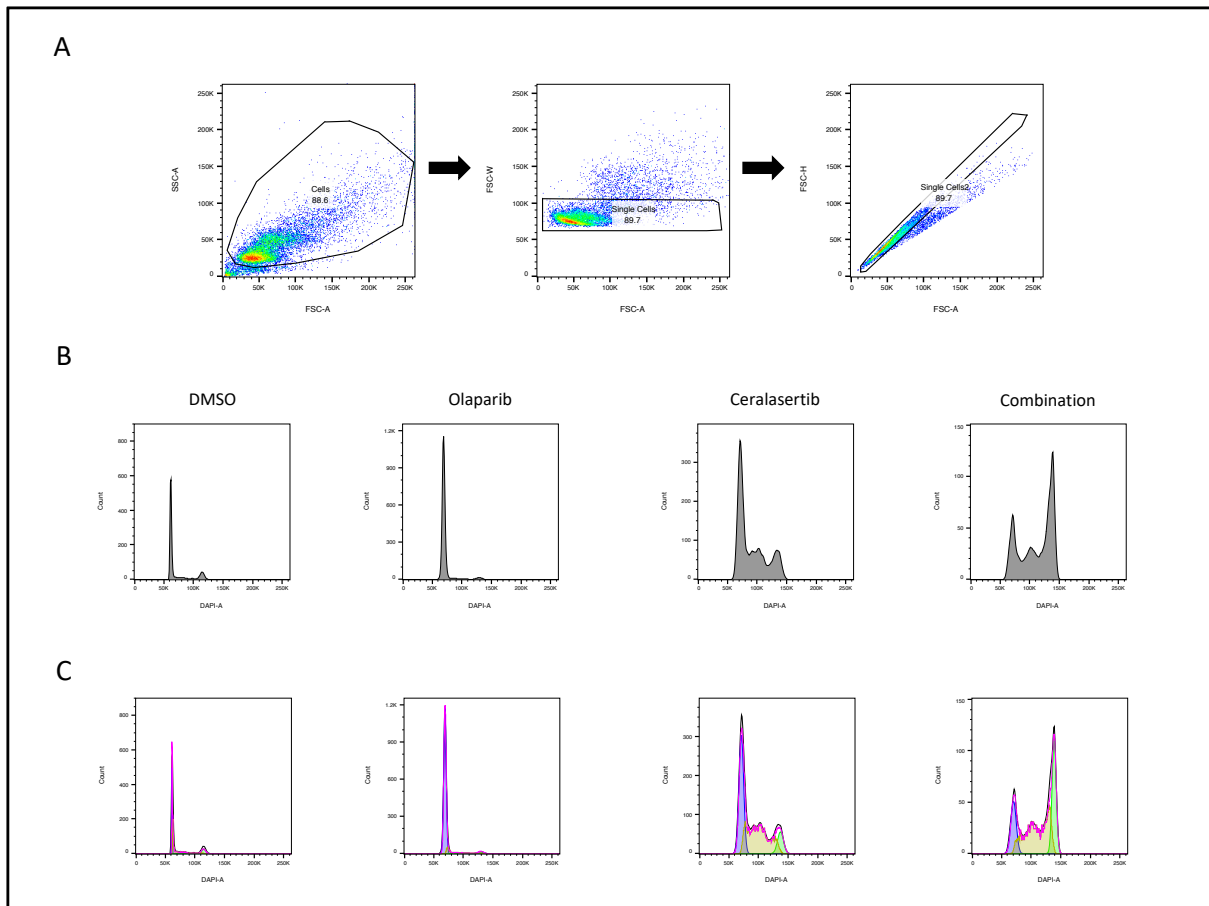 A
250K
200K
150K
100K
50K
0
SSC-A
Cells
88.6
0 50K 100K 150K 200K 250K
FSC-A
250K
200K
150K
100K
50K
0
FSC-W
Single Cells
89.7
0 50K 100K 150K 200K 250K
FSC-A
250K
200K
150K
100K
50K
0
FSC-H
Single Cells2
89.7
0 50K 100K 150K 200K 250K
FSC-A
B
DMSO
800
600
400
200
0
Count
0 50K 100K 150K 200K 250K
DAPI-A
Olaparib
1.2K
900
600
300
0
Count
0 50K 100K 150K 200K 250K
DAPI-A
Ceralasertib
300
200
100
0
Count
0 50K 100K 150K 200K 250K
DAPI-A
Combination
150
100
50
0
Count
0 50K 100K 150K 200K 250K
DAPI-A
C
800
600
400
200
0
Count
0 50K 100K 150K 200K 250K
DAPI-A
1.2K
900
600
300
0
Count
0 50K 100K 150K 200K 250K
DAPI-A
300
200
100
0
Count
0 50K 100K 150K 200K 250K
DAPI-A
150
100
50
0
Count
0 50K 100K 150K 200K 250K
DAPI-A